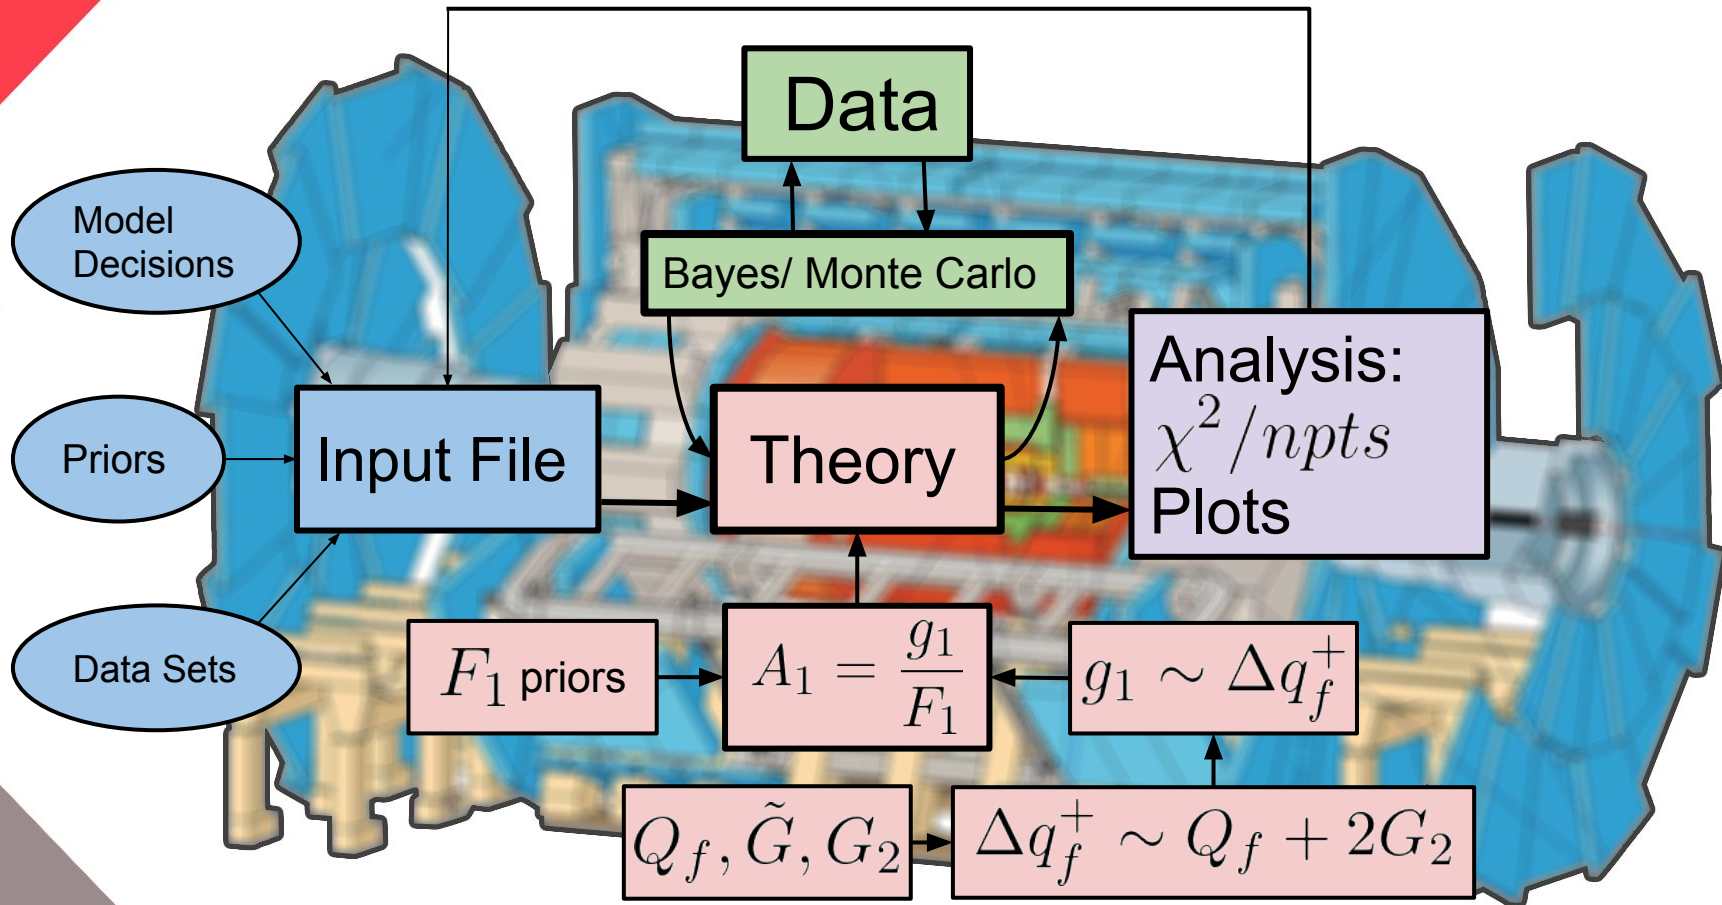 Data
Model
Decisions
Bayes/ Monte Carlo
Analysis:
χ²/npts
Plots
Priors
Input File
Theory
Data Sets
F₁ priors
A₁ = g₁/F₁
g₁ ∼ Δq_f^+
Q_f, G̃, G₂
Δq_f^+ ∼ Q_f + 2G₂